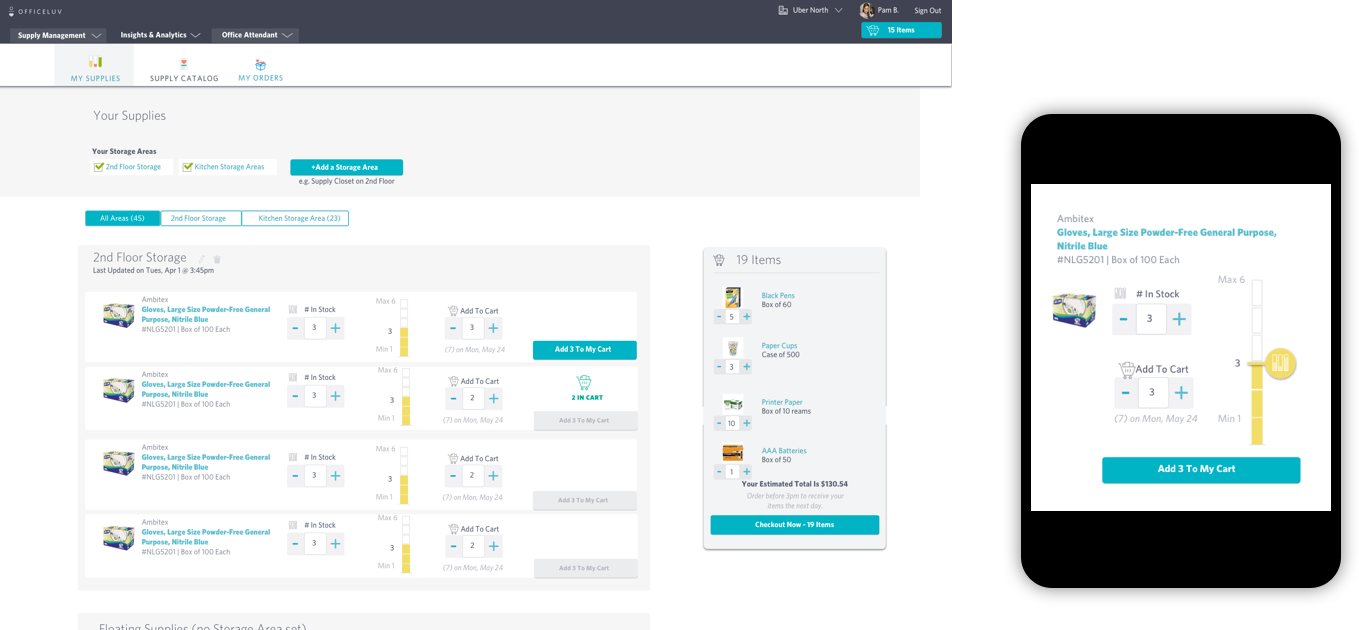 OFFICELUV
Uber North
Pam B.
Sign Out
Supply Management
Insights & Analytics
Office Attendant
15 Items
MY SUPPLIES
SUPPLY CATALOG
MY ORDERS
Your Supplies
Your Storage Areas
2nd Floor Storage
Kitchen Storage Areas
+Add a Storage Area
e.g. Supply Closet on 2nd Floor
All Areas (45)
2nd Floor Storage
Kitchen Storage Area (23)
2nd Floor Storage
Last Updated on Tues, Apr 1 @ 3:45pm
Ambitex
Gloves, Large Size Powder-Free General
Purpose, Nitrile Blue
#NLG5201 | Box of 100 Each
# In Stock
- 3 +
Max 6
3
Min 1
Add To Cart
- 3 +
(7) on Mon, May 24
Add 3 To My Cart
Ambitex
Gloves, Large Size Powder-Free General
Purpose, Nitrile Blue
#NLG5201 | Box of 100 Each
# In Stock
- 3 +
Max 6
3
Min 1
Add To Cart
- 2 +
(7) on Mon, May 24
2 IN CART
Add 3 To My Cart
Ambitex
Gloves, Large Size Powder-Free General
Purpose, Nitrile Blue
#NLG5201 | Box of 100 Each
# In Stock
- 3 +
Max 6
3
Min 1
Add To Cart
- 2 +
(7) on Mon, May 24
Add 3 To My Cart
Ambitex
Gloves, Large Size Powder-Free General
Purpose, Nitrile Blue
#NLG5201 | Box of 100 Each
# In Stock
- 3 +
Max 6
3
Min 1
Add To Cart
- 2 +
(7) on Mon, May 24
Add 3 To My Cart
Floating Supplies (no Storage Area set)
19 Items
Black Pens
Box of 60
- 5 +
Paper Cups
Case of 500
- 3 +
Printer Paper
Box of 10 reams
- 10 +
AAA Batteries
Box of 50
- 1 +
Your Estimated Total Is $130.54
Order before 3pm to receive your
items the next day.
Checkout Now - 19 Items
Ambitex
Gloves, Large Size Powder-Free General Purpose,
Nitrile Blue
#NLG5201 | Box of 100 Each
# In Stock
- 3 +
Max 6
3
Min 1
Add To Cart
- 3 +
(7) on Mon, May 24
Add 3 To My Cart